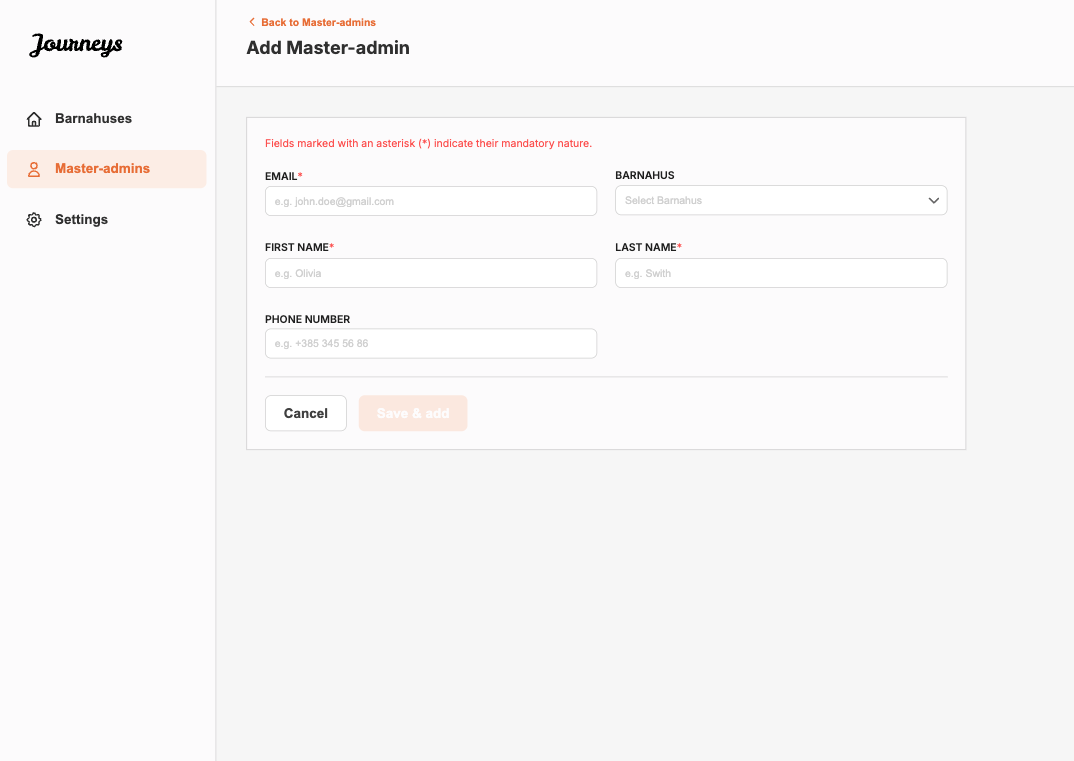 Journeys
Barnahuses
Master-admins
Settings
Back to Master-admins
Add Master-admin
Fields marked with an asterisk (*) indicate their mandatory nature.
EMAIL*
e.g. john.doe@gmail.com
BARNAHUS
Select Barnahus
FIRST NAME*
e.g. Olivia
LAST NAME*
e.g. Swith
PHONE NUMBER
e.g. +385 345 56 86
Cancel
Save & add